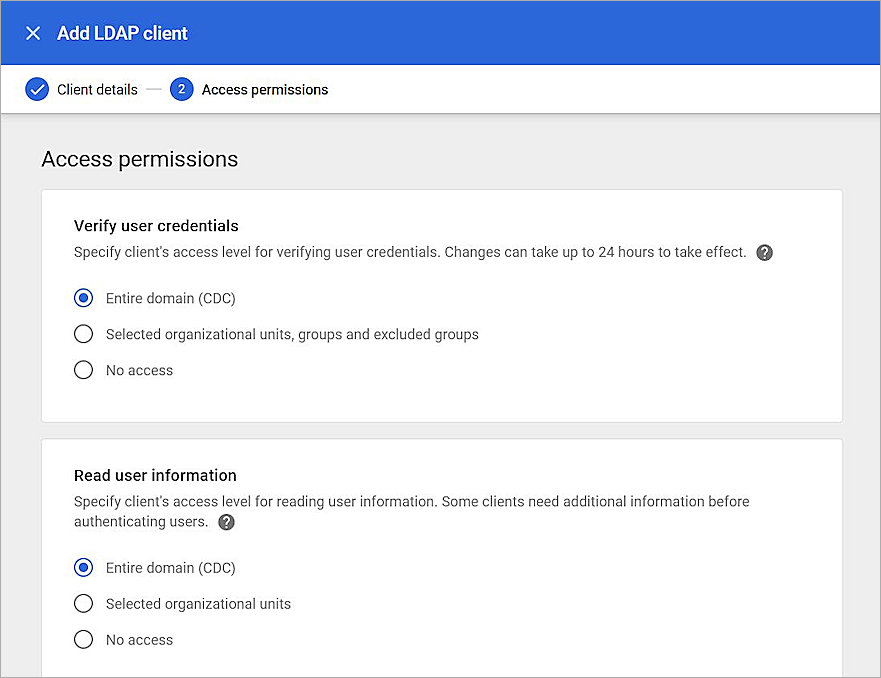 Add LDAP client
Client details
2
Access permissions
Access permissions
Verify user credentials
Specify client's access level for verifying user credentials. Changes can take up to 24 hours to take effect. ?
Entire domain (CDC)
Selected organizational units, groups and excluded groups
No access
Read user information
Specify client's access level for reading user information. Some clients need additional information before
authenticating users. ?
Entire domain (CDC)
Selected organizational units
No access